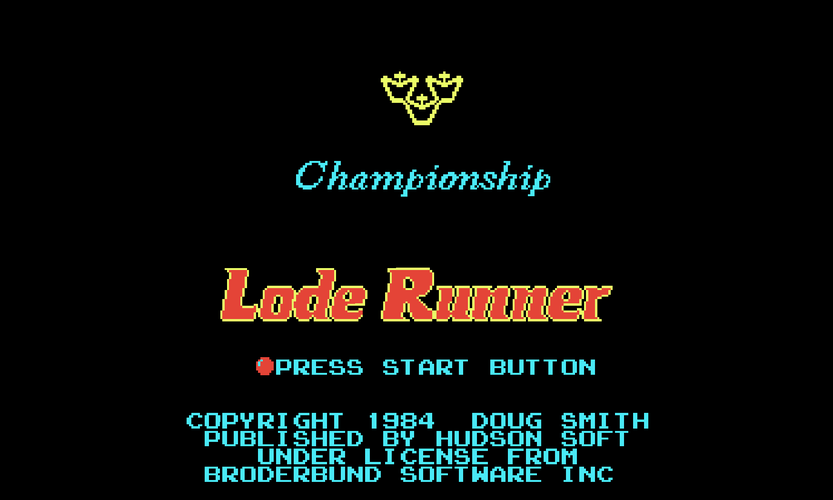 Championship
Lode Runner
PRESS START BUTTON
COPYRIGHT 1984 DOUG SMITH
PUBLISHED BY HUDSON SOFT
UNDER LICENSE FROM
BRODERBUND SOFTWARE INC